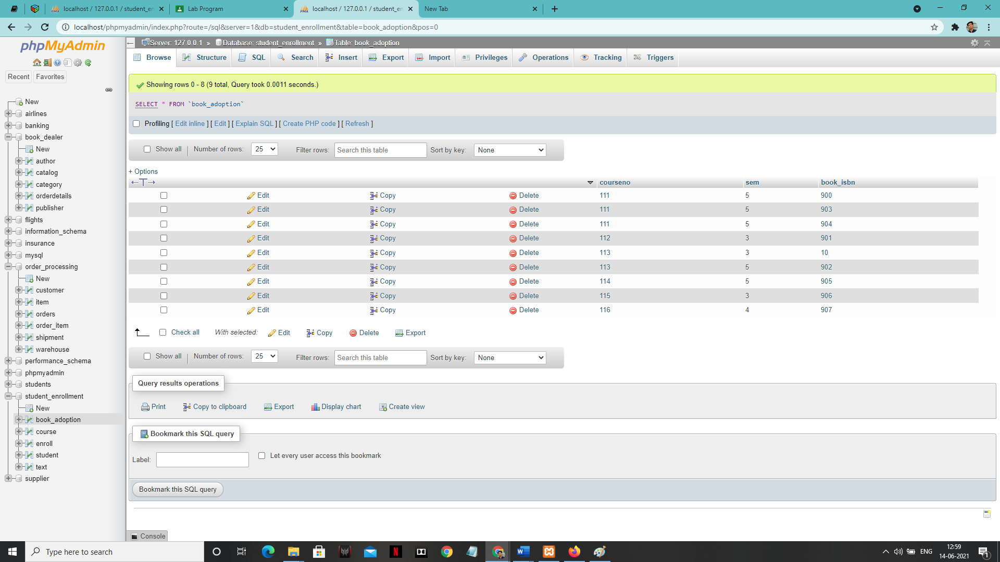 localhost / 127.0.0.1 / student_en
Lab Program
localhost / 127.0.0.1 / student_en
New Tab
localhost/phpmyadmin/index.php?route=/sql&server=1&db=student_enrollment&table=book_adoption&pos=0
phpMyAdmin
Server: 127.0.0.1 » Database: student_enrollment » Table: book_adoption
Browse Structure SQL Search Insert Export Import Privileges Operations Tracking Triggers
Recent Favorites
New
airlines
banking
book_dealer
New
author
catalog
category
orderdetails
publisher
flights
information_schema
insurance
mysql
order_processing
New
customer
item
orders
order_item
shipment
warehouse
performance_schema
phpmyadmin
students
student_enrollment
New
book_adoption
course
enroll
student
text
supplier
Showing rows 0 - 8 (9 total, Query took 0.0011 seconds.)
SELECT * FROM `book_adoption`
Profiling [ Edit inline ] [ Edit ] [ Explain SQL ] [ Create PHP code ] [ Refresh ]
Show all Number of rows: 25 Filter rows: Search this table Sort by key: None
+ Options
courseno sem book_isbn
Edit Copy Delete 111 5 900
Edit Copy Delete 111 5 903
Edit Copy Delete 111 5 904
Edit Copy Delete 112 3 901
Edit Copy Delete 113 3 10
Edit Copy Delete 113 5 902
Edit Copy Delete 114 5 905
Edit Copy Delete 115 3 906
Edit Copy Delete 116 4 907
Check all With selected: Edit Copy Delete Export
Show all Number of rows: 25 Filter rows: Search this table Sort by key: None
Query results operations
Print Copy to clipboard Export Display chart Create view
Bookmark this SQL query
Label: Let every user access this bookmark
Bookmark this SQL query
Console
Type here to search
ENG
12:59
14-06-2021
1